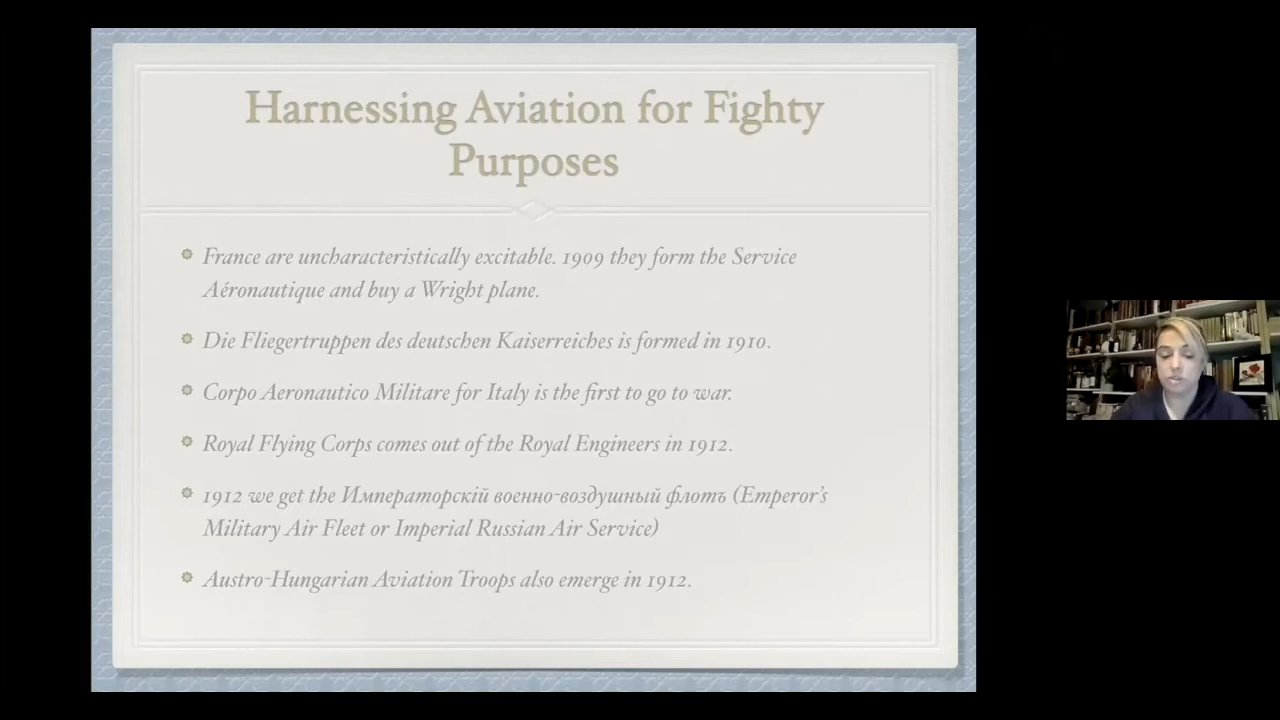 Harnessing Aviation for Fighty
Purposes
France are uncharacteristically excitable. 1909 they form the Service
Aéronautique and buy a Wright plane.
Die Fliegertruppen des deutschen Kaiserreiches is formed in 1910.
Corpo Aeronautico Militare for Italy is the first to go to war.
Royal Flying Corps comes out of the Royal Engineers in 1912.
1912 we get the Императорскій военно-воздушный флотъ (Emperor's
Military Air Fleet or Imperial Russian Air Service)
Austro-Hungarian Aviation Troops also emerge in 1912.